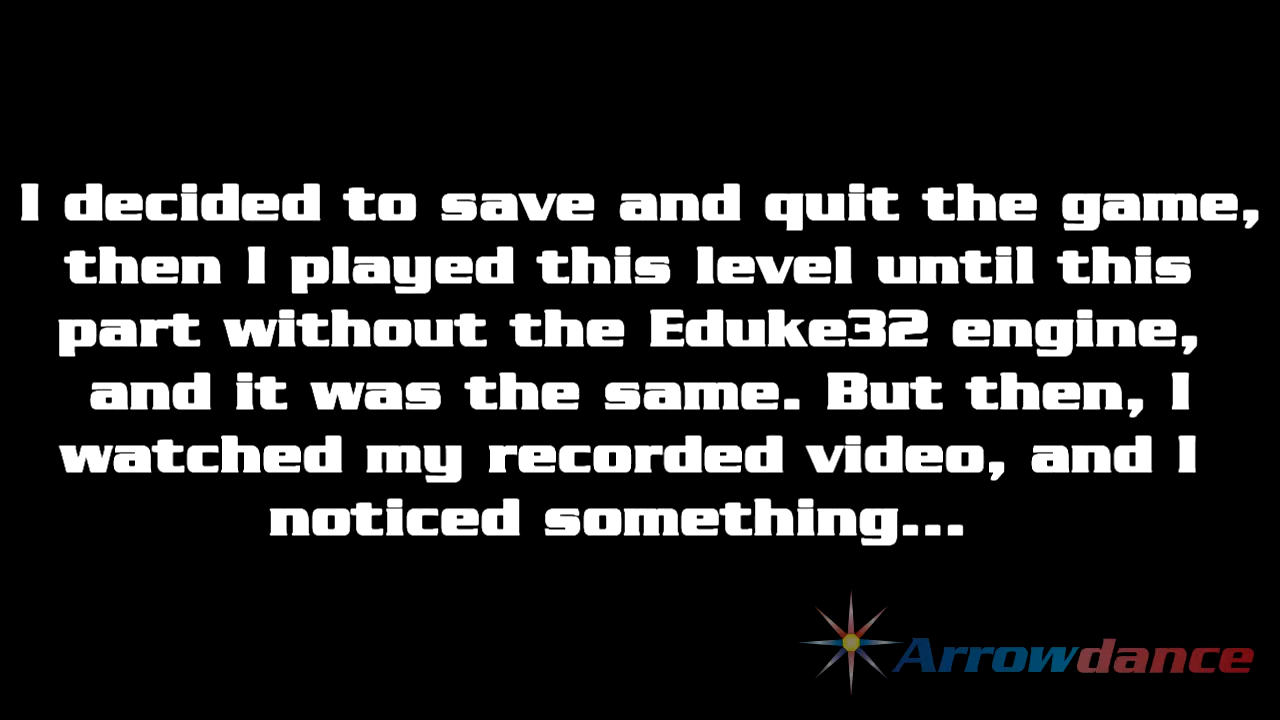 I decided to save and quit the game,
then I played this level until this
part without the Eduke32 engine,
and it was the same. But then, I
watched my recorded video, and I
noticed something...
Arrowdance